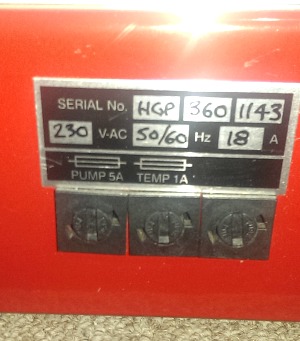 SERIAL No. HGP 360 1143
230 V-AC 50/60 Hz 18 A
PUMP 5A TEMP 1A